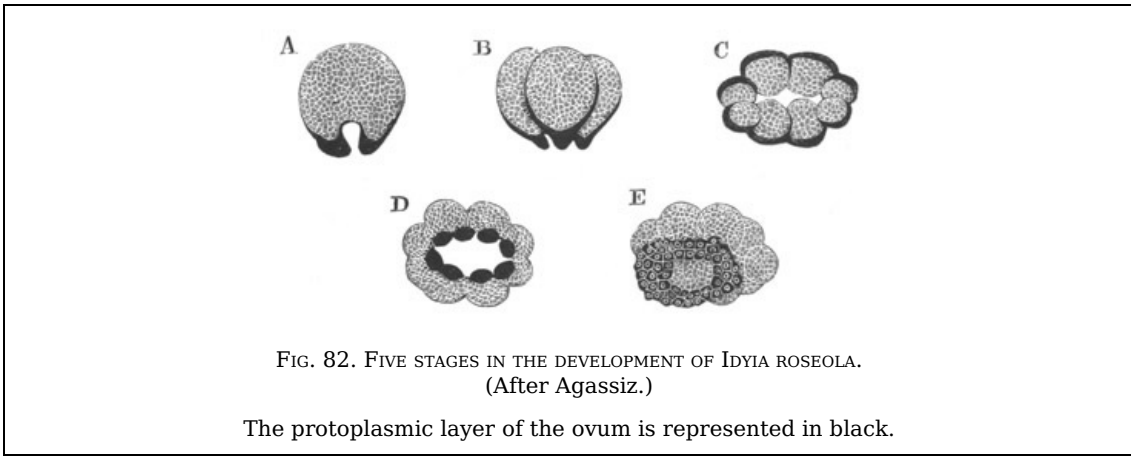 A
B
C
D
E
Fig. 82. Five stages in the development of Idyia roseola.
(After Agassiz.)
The protoplasmic layer of the ovum is represented in black.